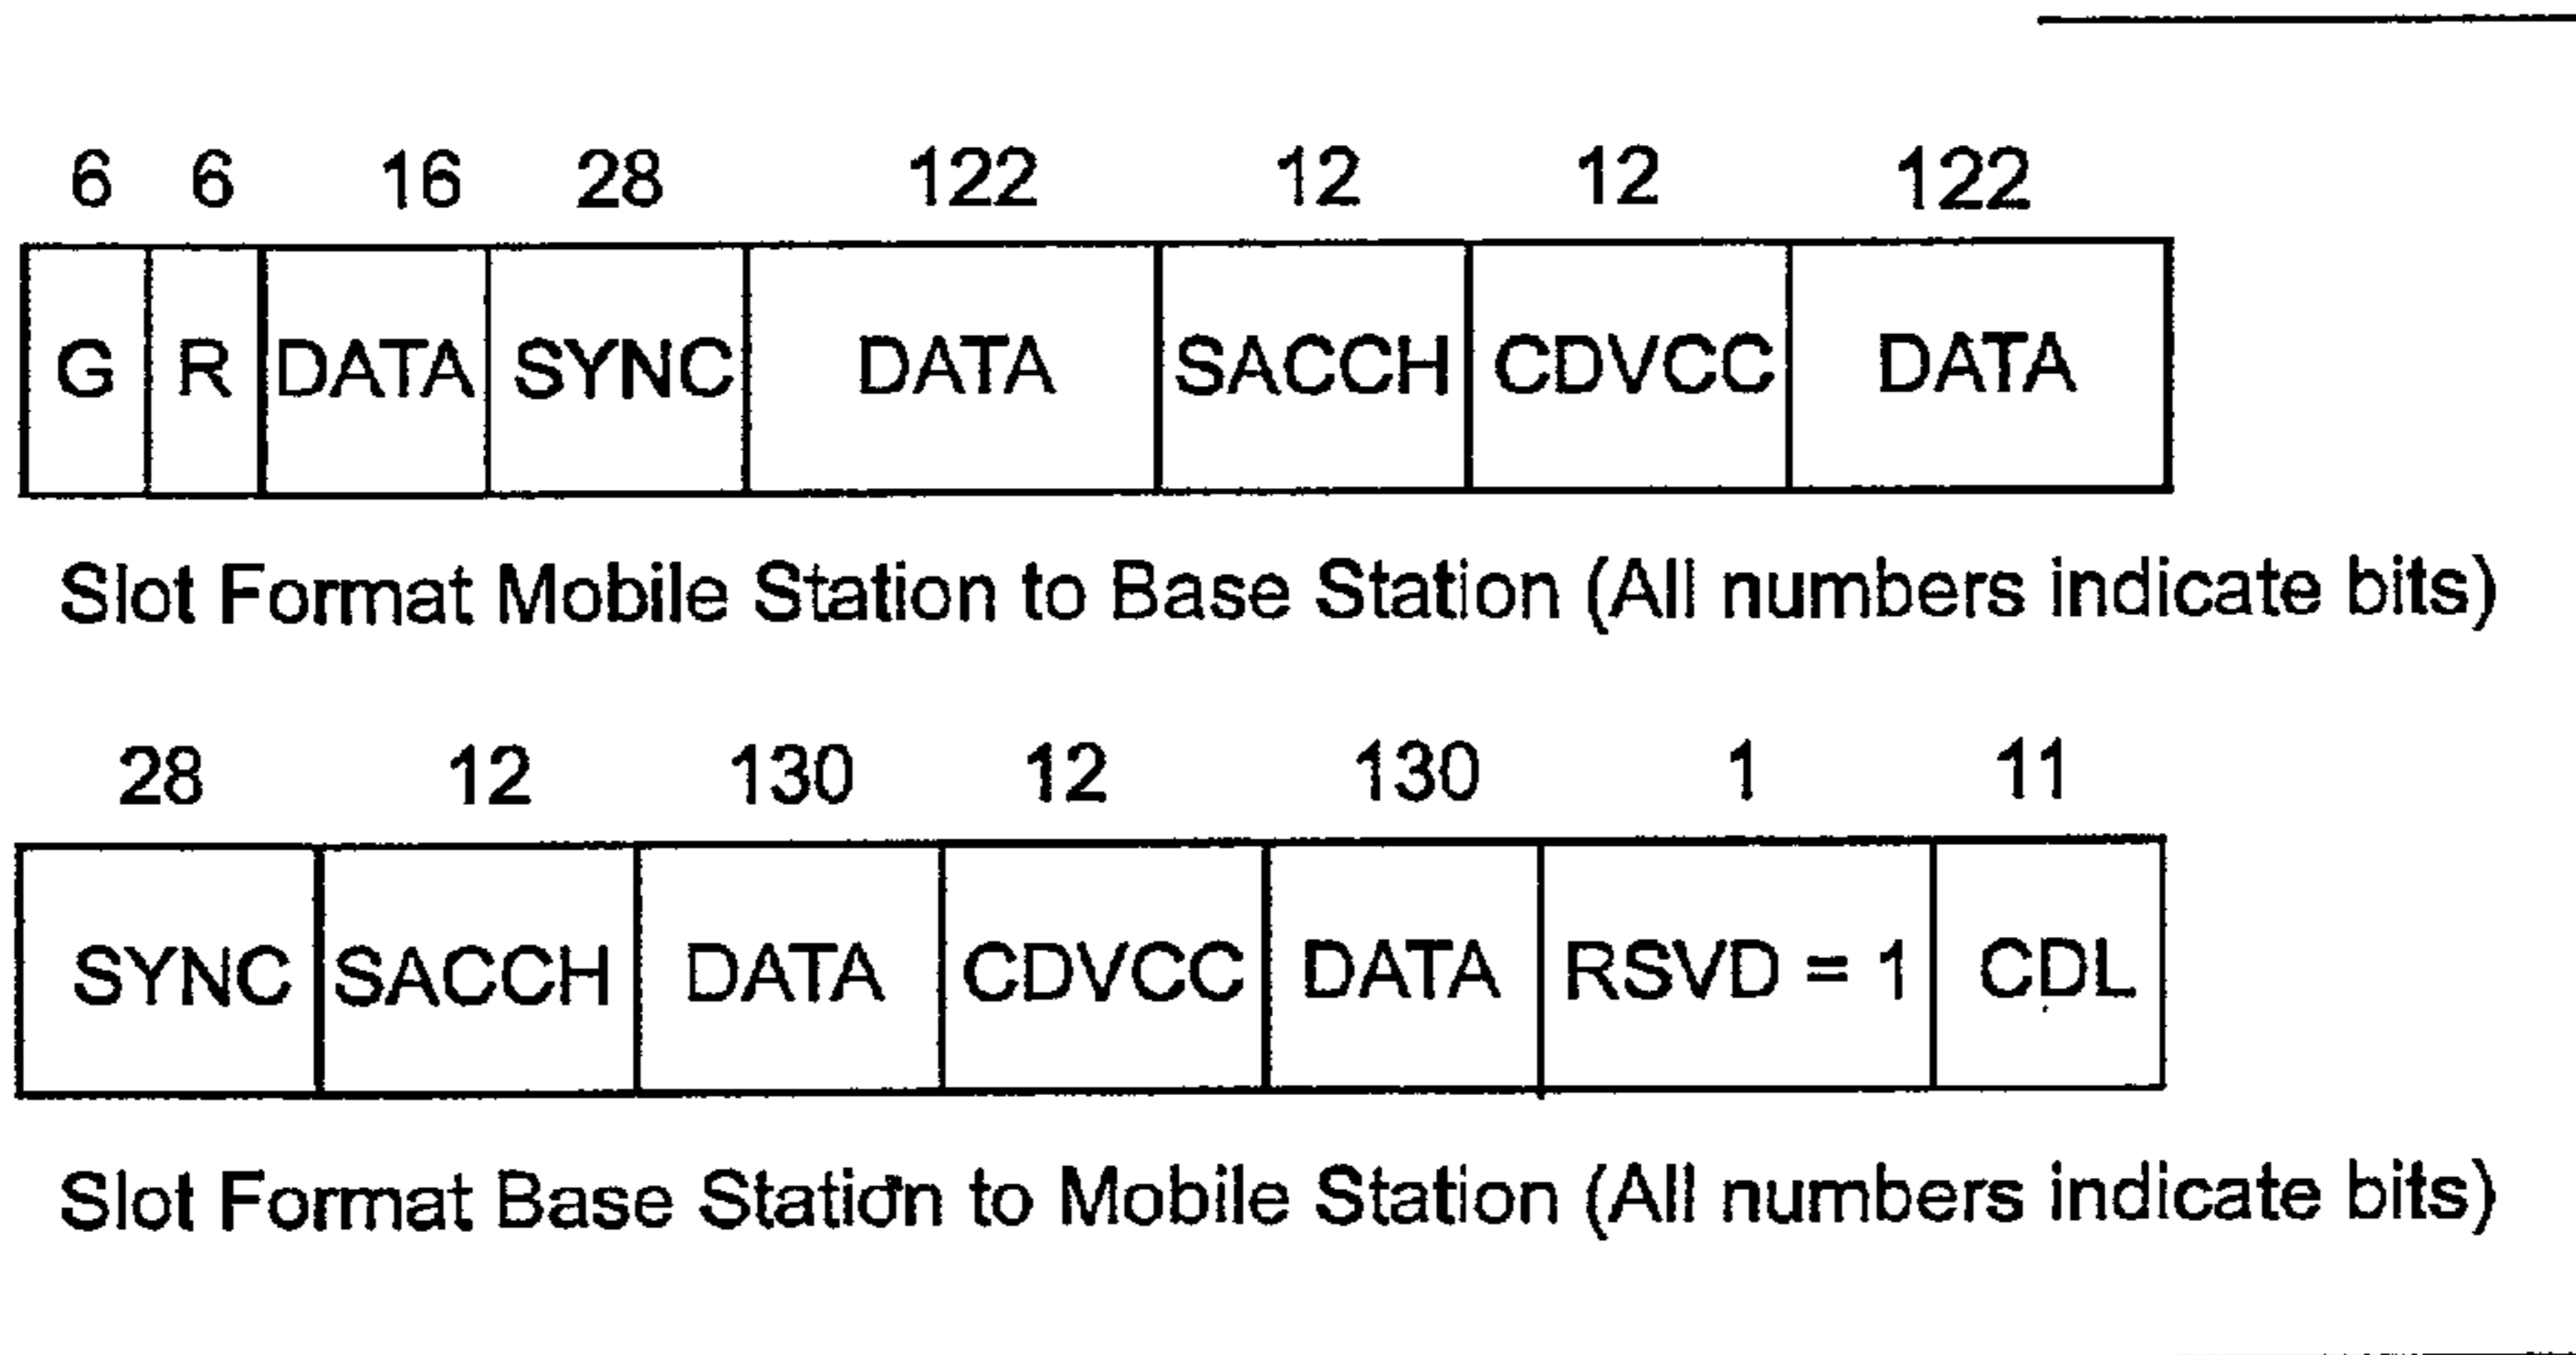 6 6 16 28 122 12 12 122
G R DATA SYNC DATA SACCH CDVCC DATA
Slot Format Mobile Station to Base Station (All numbers indicate bits)
28 12 130 12 130 1 11
SYNC SACCH DATA CDVCC DATA RSVD = 1 CDL
Slot Format Base Station to Mobile Station (All numbers indicate bits)